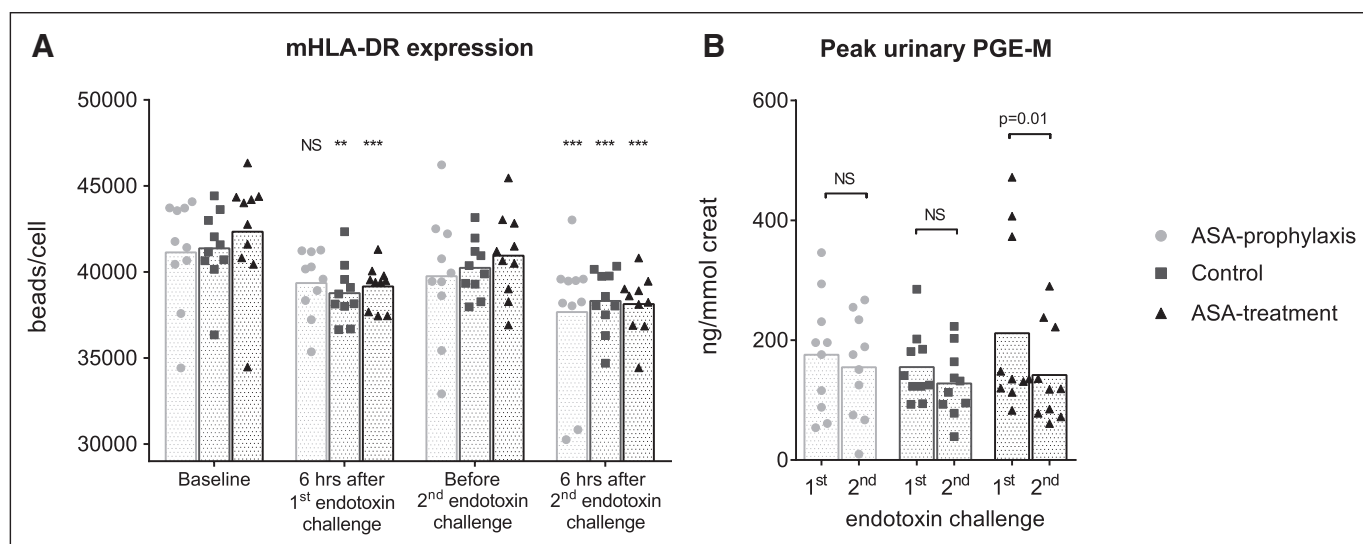 A
mHLA-DR expression
50000
45000
40000
35000
30000
beads/cell
NS ** ***
*** *** ***
Baseline
6 hrs after
1st endotoxin
challenge
Before
2nd endotoxin
challenge
6 hrs after
2nd endotoxin
challenge
B
Peak urinary PGE-M
600
400
200
0
ng/mmol creat
NS
NS
p=0.01
1st 2nd 1st 2nd 1st 2nd
endotoxin challenge
ASA-prophylaxis
Control
ASA-treatment